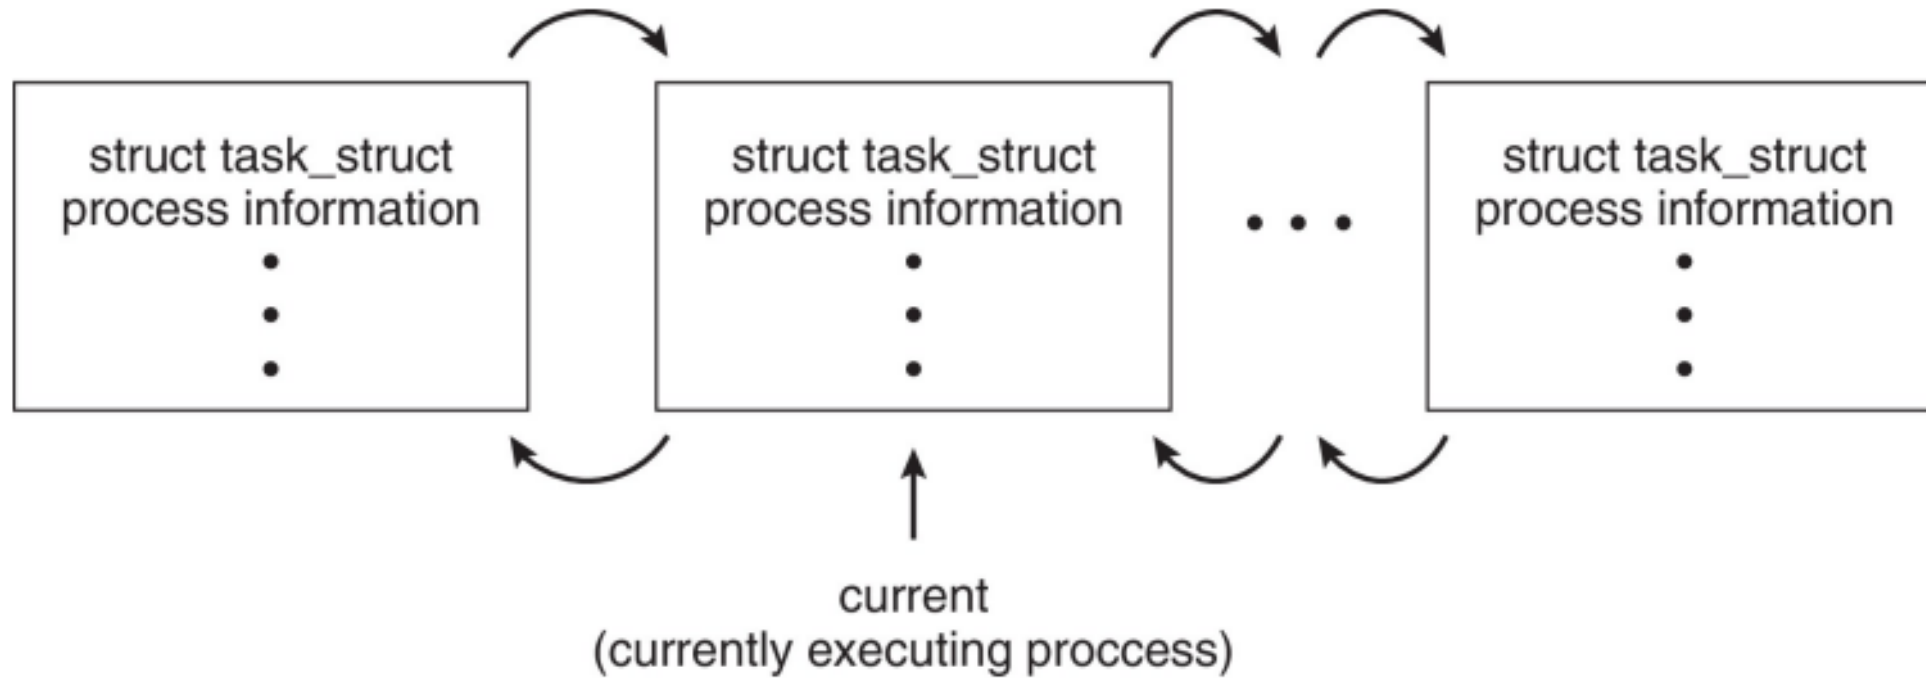 struct task_struct
process information
struct task_struct
process information
struct task_struct
process information
current
(currently executing proccess)